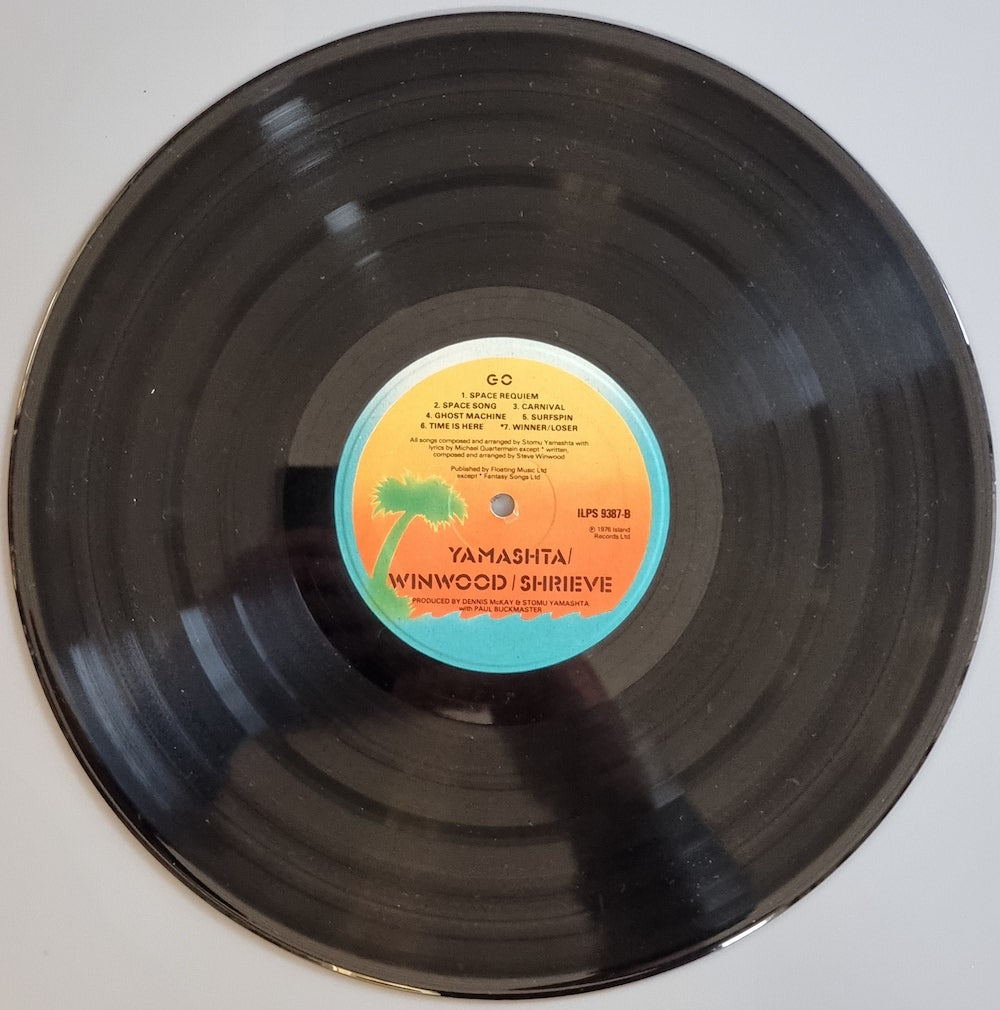 GO
1. SPACE REQUIEM
2. SPACE SONG 3. CARNIVAL
4. GHOST MACHINE 5. SURFSPIN
6. TIME IS HERE *7. WINNER/LOSER
All songs composed and arranged by Stomu Yamashta with
lyrics by Michael Quartermain except * written,
composed and arranged by Steve Winwood
Published by Floating Music Ltd
except * Fantasy Songs Ltd
ILPS 9387-B
℗ 1976 Island
Records Ltd
YAMASHTA/
WINWOOD/SHRIEVE
PRODUCED BY DENNIS McKAY & STOMU YAMASHTA
with PAUL BUCKMASTER